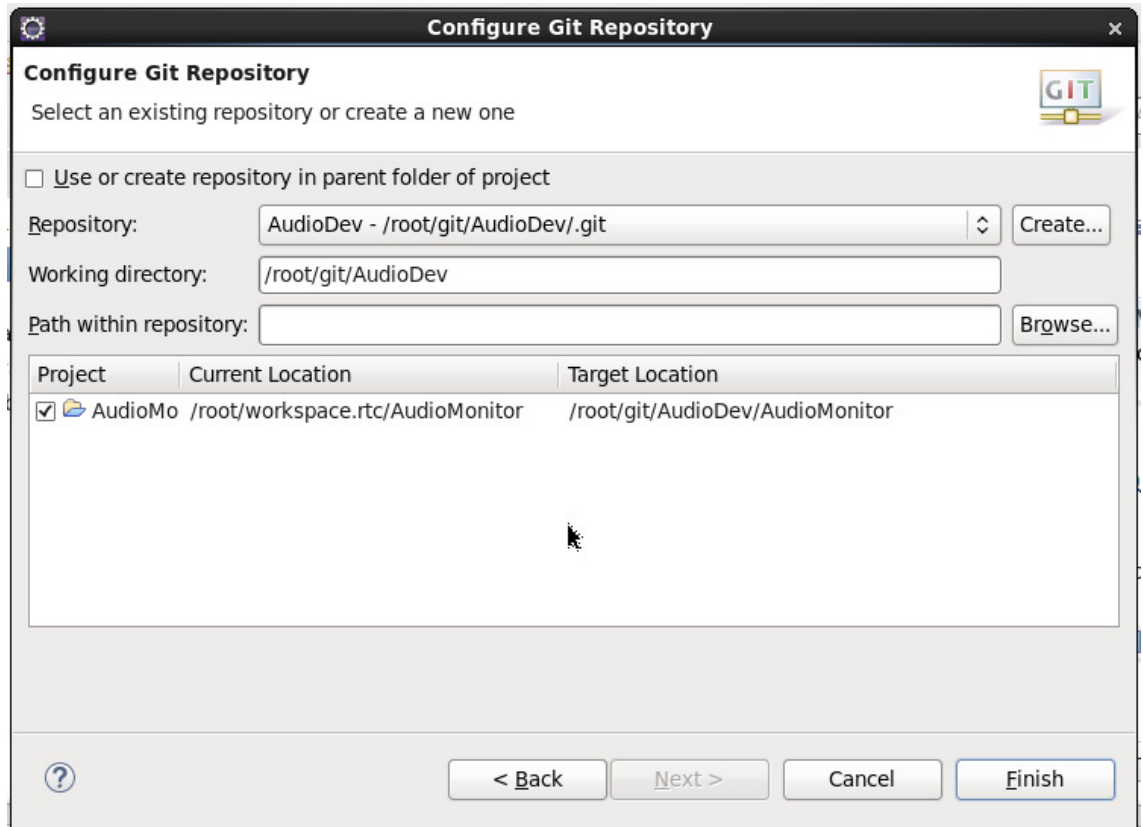 Configure Git Repository
Configure Git Repository
Select an existing repository or create a new one
GIT
Use or create repository in parent folder of project
Repository: AudioDev - /root/git/AudioDev/.git Create...
Working directory: /root/git/AudioDev
Path within repository: Browse...
Project Current Location Target Location
AudioMo /root/workspace.rtc/AudioMonitor /root/git/AudioDev/AudioMonitor
< Back Next > Cancel Finish